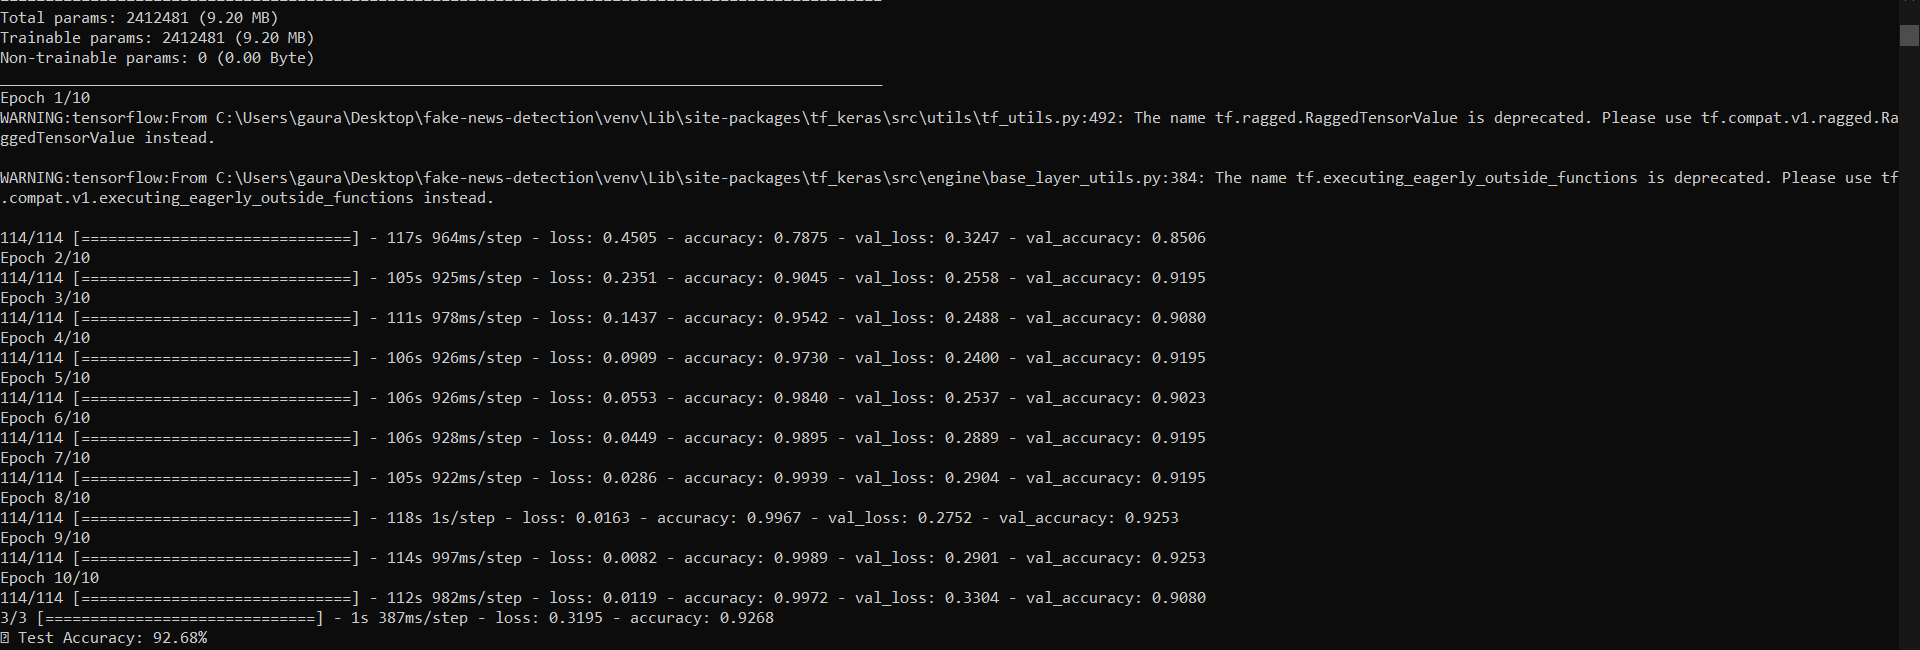 Total params: 2412481 (9.20 MB)
Trainable params: 2412481 (9.20 MB)
Non-trainable params: 0 (0.00 Byte)
Epoch 1/10
WARNING:tensorflow:From C:\Users\gaura\Desktop\fake-news-detection\venv\Lib\site-packages\tf_keras\src\utils\tf_utils.py:492: The name tf.ragged.RaggedTensorValue is deprecated. Please use tf.compat.v1.ragged.Ra
ggedTensorValue instead.
WARNING:tensorflow:From C:\Users\gaura\Desktop\fake-news-detection\venv\Lib\site-packages\tf_keras\src\engine\base_layer_utils.py:384: The name tf.executing_eagerly_outside_functions is deprecated. Please use tf
.compat.v1.executing_eagerly_outside_functions instead.
114/114 [==============================] - 117s 964ms/step - loss: 0.4505 - accuracy: 0.7875 - val_loss: 0.3247 - val_accuracy: 0.8506
Epoch 2/10
114/114 [==============================] - 105s 925ms/step - loss: 0.2351 - accuracy: 0.9045 - val_loss: 0.2558 - val_accuracy: 0.9195
Epoch 3/10
114/114 [==============================] - 111s 978ms/step - loss: 0.1437 - accuracy: 0.9542 - val_loss: 0.2488 - val_accuracy: 0.9080
Epoch 4/10
114/114 [==============================] - 106s 926ms/step - loss: 0.0909 - accuracy: 0.9730 - val_loss: 0.2400 - val_accuracy: 0.9195
Epoch 5/10
114/114 [==============================] - 106s 926ms/step - loss: 0.0553 - accuracy: 0.9840 - val_loss: 0.2537 - val_accuracy: 0.9023
Epoch 6/10
114/114 [==============================] - 106s 928ms/step - loss: 0.0449 - accuracy: 0.9895 - val_loss: 0.2889 - val_accuracy: 0.9195
Epoch 7/10
114/114 [==============================] - 105s 922ms/step - loss: 0.0286 - accuracy: 0.9939 - val_loss: 0.2904 - val_accuracy: 0.9195
Epoch 8/10
114/114 [==============================] - 118s 1s/step - loss: 0.0163 - accuracy: 0.9967 - val_loss: 0.2752 - val_accuracy: 0.9253
Epoch 9/10
114/114 [==============================] - 114s 997ms/step - loss: 0.0082 - accuracy: 0.9989 - val_loss: 0.2901 - val_accuracy: 0.9253
Epoch 10/10
114/114 [==============================] - 112s 982ms/step - loss: 0.0119 - accuracy: 0.9972 - val_loss: 0.3304 - val_accuracy: 0.9080
3/3 [==============================] - 1s 387ms/step - loss: 0.3195 - accuracy: 0.9268
Test Accuracy: 92.68%